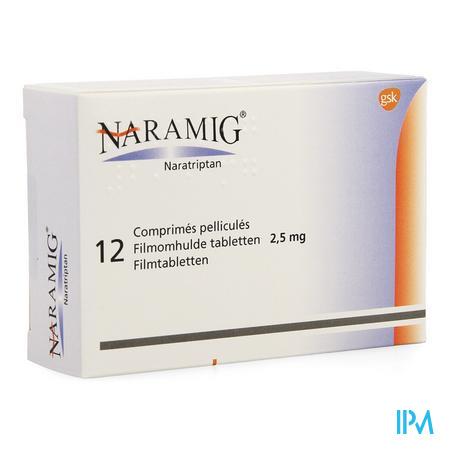 gsk
NARAMIG®
Naratriptan
12
Comprimés pelliculés
Filmomhulde tabletten 2,5 mg
Filmtabletten
NARAMIG®
Naratriptan
IPM